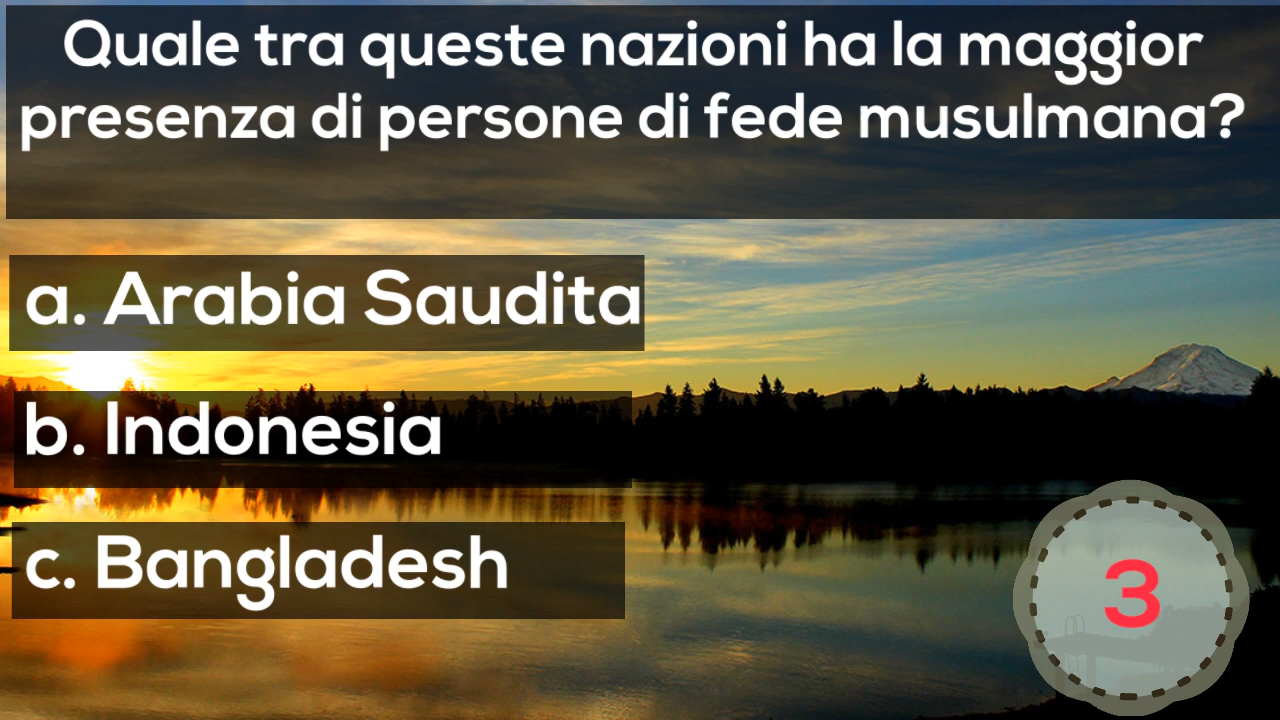 Quale tra queste nazioni ha la maggior
presenza di persone di fede musulmana?
a. Arabia Saudita
b. Indonesia
c. Bangladesh
3